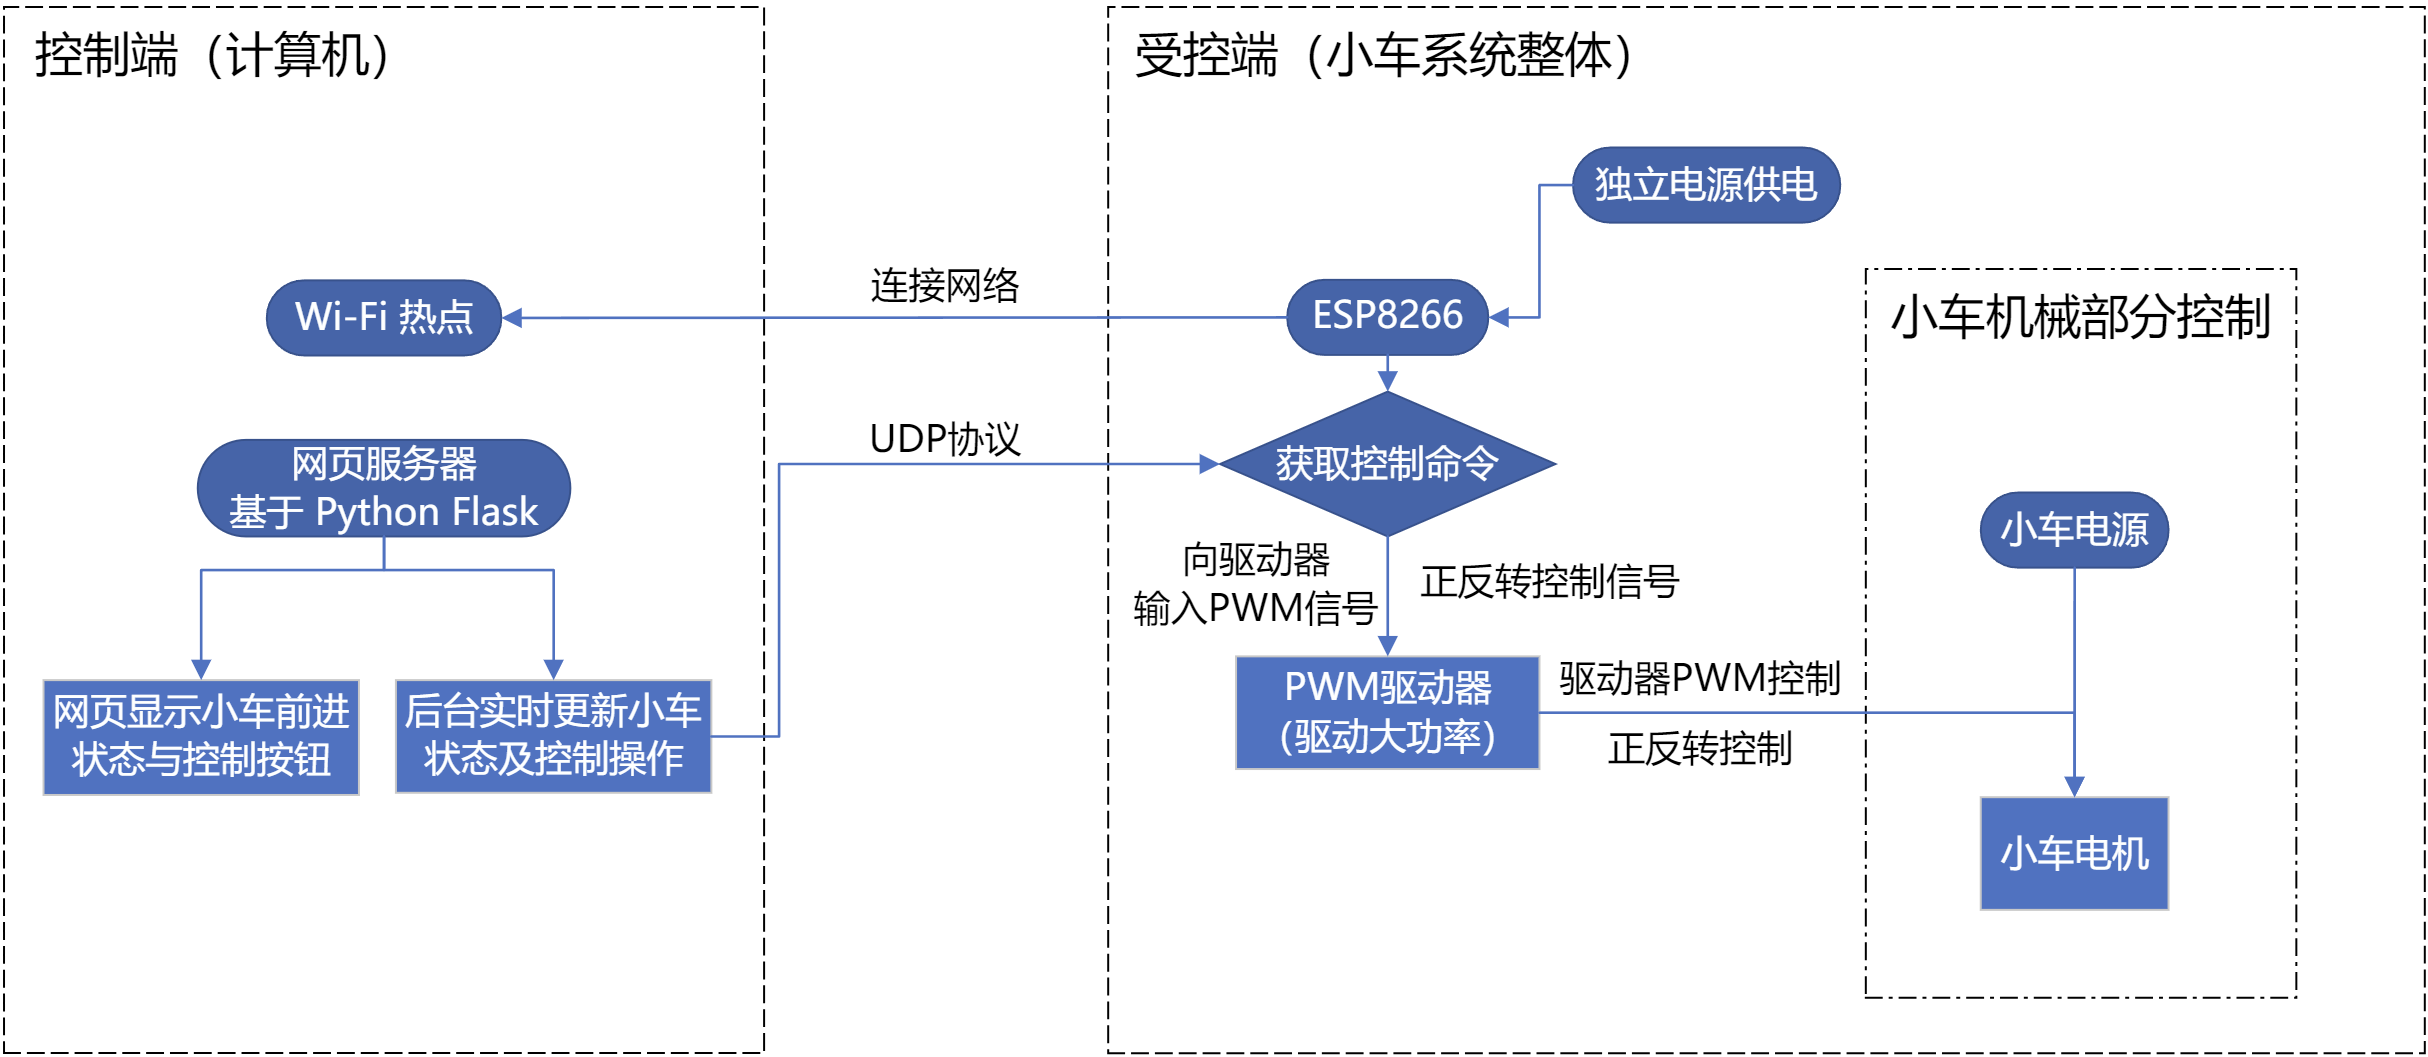 控制端（计算机）
Wi-Fi 热点
网页服务器
基于 Python Flask
网页显示小车前进
状态与控制按钮
后台实时更新小车
状态及控制操作
连接网络
UDP协议
受控端（小车系统整体）
独立电源供电
ESP8266
获取控制命令
向驱动器
输入PWM信号
正反转控制信号
PWM驱动器
（驱动大功率）
驱动器PWM控制
正反转控制
小车机械部分控制
小车电源
小车电机